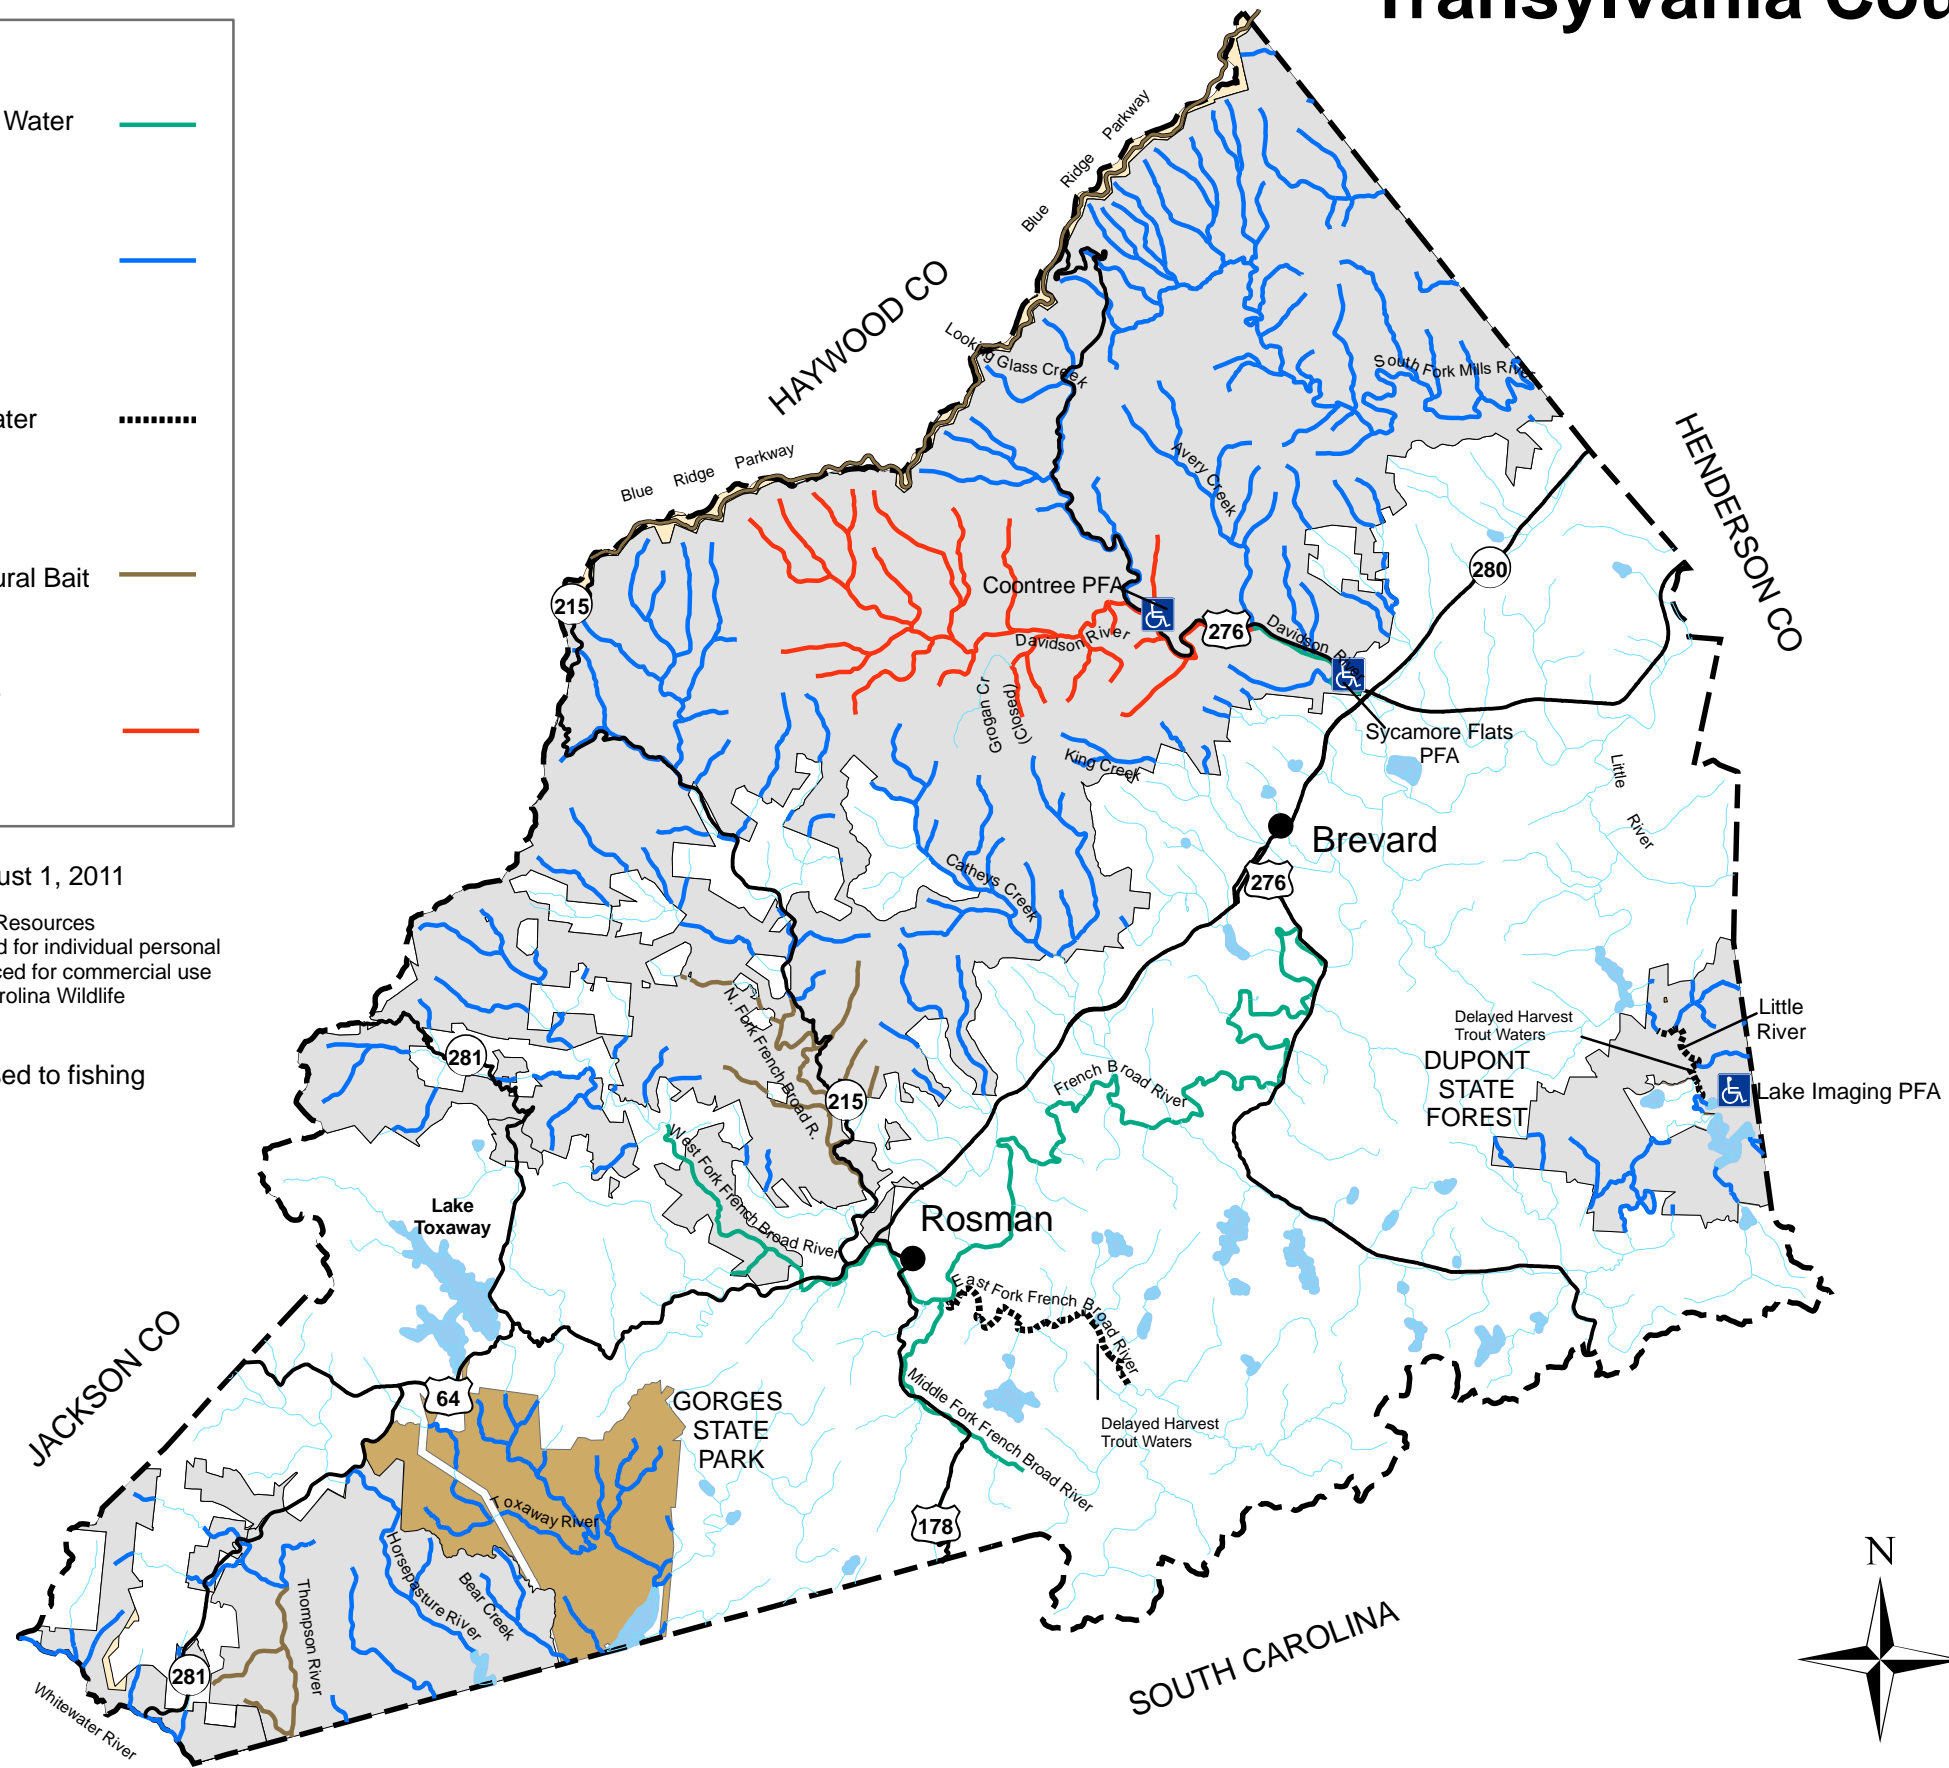 Water
ural Bait
ust 1, 2011
Resources
d for individual personal
ced for commercial use
rolina Wildlife
sed to fishing
Blue Ridge Parkway
HAYWOOD CO
Looking Glass Creek
South Fork Mills River
Blue Ridge Parkway
Avery Creek
HENDERSON CO
280
215
Coontree PFA
276
Davidson River
Davidson River
Grogan Cr
(Closed)
Sycamore Flats
PFA
King Creek
Little
River
Brevard
276
Catheys Creek
N. Fork French Broad R.
Little
River
Delayed Harvest
Trout Waters
DUPONT
STATE
FOREST
Lake Imaging PFA
281
215
French Broad River
West Fork French Broad River
Lake
Toxaway
Rosman
East Fork French Broad River
JACKSON CO
64
GORGES
STATE
PARK
Middle Fork French Broad River
Delayed Harvest
Trout Waters
Toxaway River
178
Horsepasture River
Bear Creek
Thompson River
281
Whitewater River
SOUTH CAROLINA
N